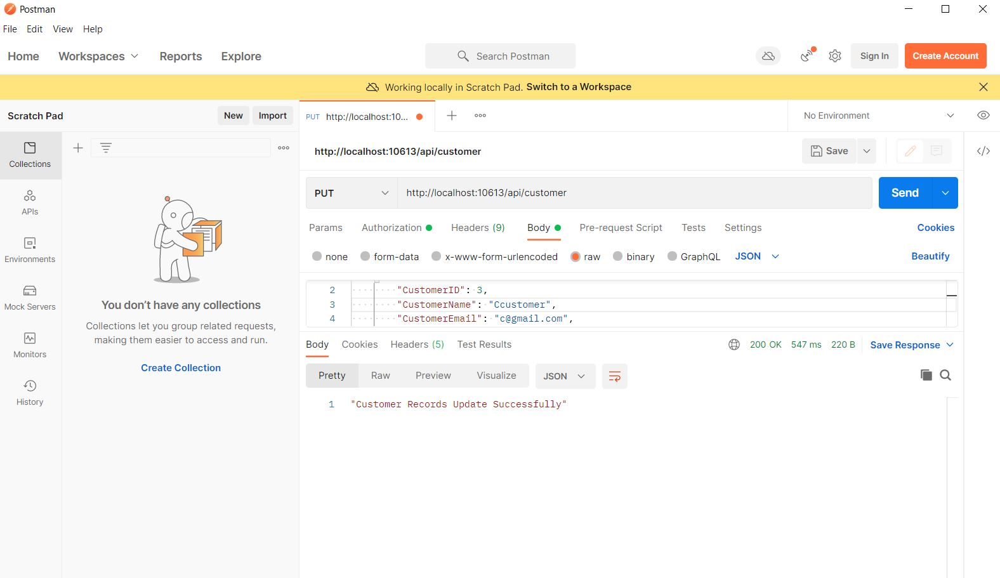 Postman
File Edit View Help
Home Workspaces Reports Explore Search Postman Sign In Create Account
Working locally in Scratch Pad. Switch to a Workspace
Scratch Pad New Import PUT http://localhost:10... No Environment
Collections
http://localhost:10613/api/customer Save
APIs
PUT http://localhost:10613/api/customer Send
Params Authorization Headers (9) Body Pre-request Script Tests Settings Cookies
Environments
none form-data x-www-form-urlencoded raw binary GraphQL JSON Beautify
Mock Servers
You don't have any collections
Collections let you group related requests,
making them easier to access and run.
Create Collection
2 "CustomerID": 3,
3 "CustomerName": "Ccustomer",
4 "CustomerEmail": "c@gmail.com",
Monitors
Body Cookies Headers (5) Test Results 200 OK 547 ms 220 B Save Response
Pretty Raw Preview Visualize JSON
History
1 "Customer Records Update Successfully"